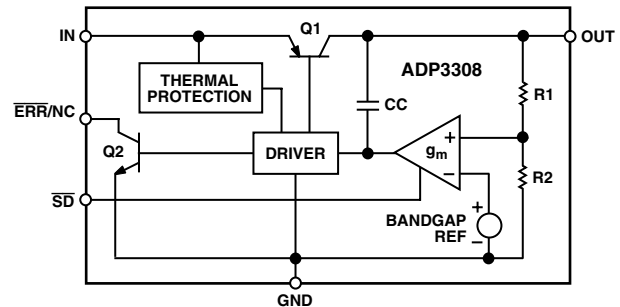 IN
Q1
OUT
THERMAL
PROTECTION
ADP3308
R1
CC
ERR/NC
Q2
DRIVER
+
gm
−
R2
SD
BANDGAP
REF
+
−
GND